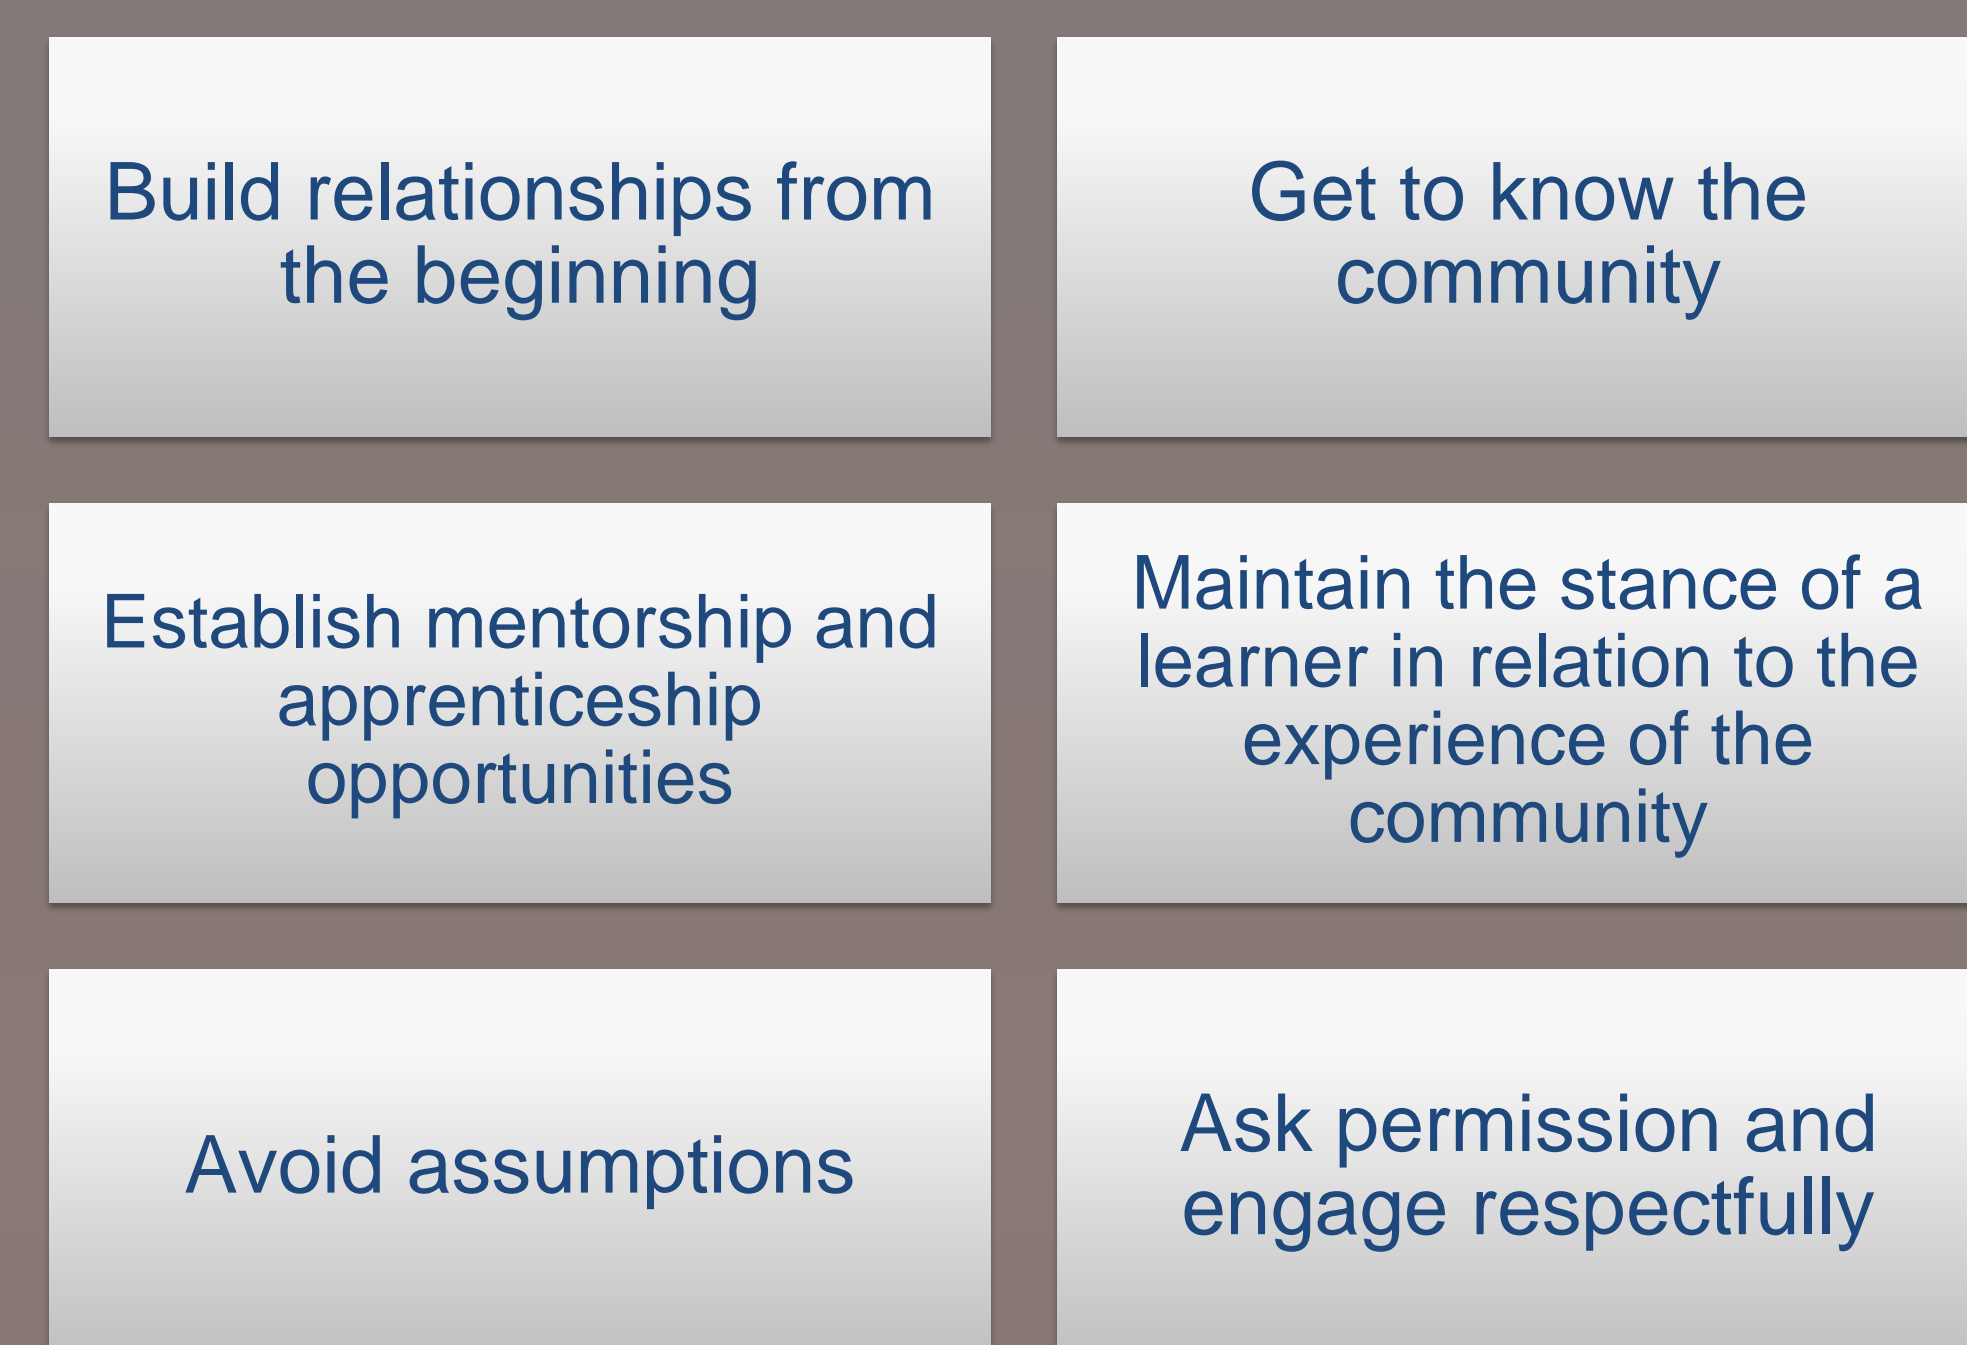 Build relationships from
the beginning
Get to know the
community
Establish mentorship and
apprenticeship
opportunities
Maintain the stance of a
learner in relation to the
experience of the
community
Avoid assumptions
Ask permission and
engage respectfully